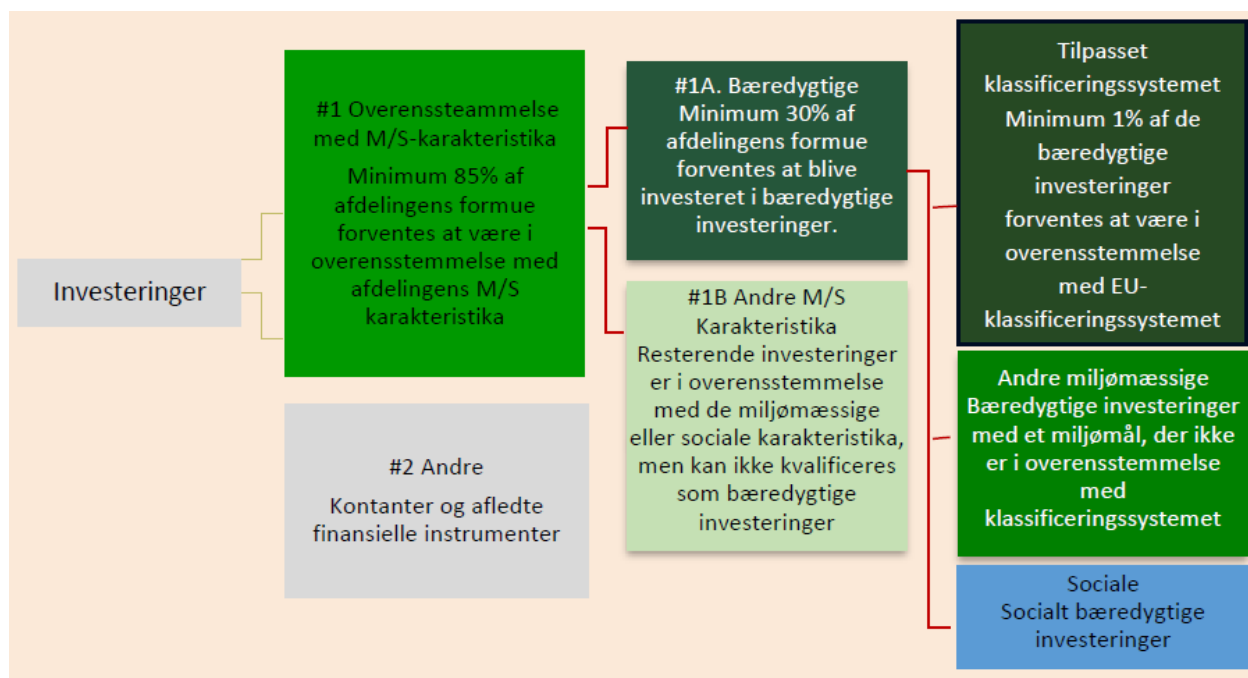 Investeringer
#1 Overenssteammelse
med M/S-karakteristika
Minimum 85% af
afdelingens formue
forventes at være i
overensstemmelse med
afdelingens M/S
karakteristika
#2 Andre
Kontanter og afledte
finansielle instrumenter
#1A. Bæredygtige
Minimum 30% af
afdelingens formue
forventes at blive
investeret i bæredygtige
investeringer.
#1B Andre M/S
Karakteristika
Resterende investeringer
er i overensstemmelse
med de miljømæssige
eller sociale karakteristika,
men kan ikke kvalificeres
som bæredygtige
investeringer
Tilpasset
klassificeringssystemet
Minimum 1% af de
bæredygtige
investeringer
forventes at være i
overensstemmelse
med EU-
klassificeringssystemet
Andre miljømæssige
Bæredygtige investeringer
med et miljømål, der ikke
er i overensstemmelse
med
klassificeringssystemet
Sociale
Socialt bæredygtige
investeringer